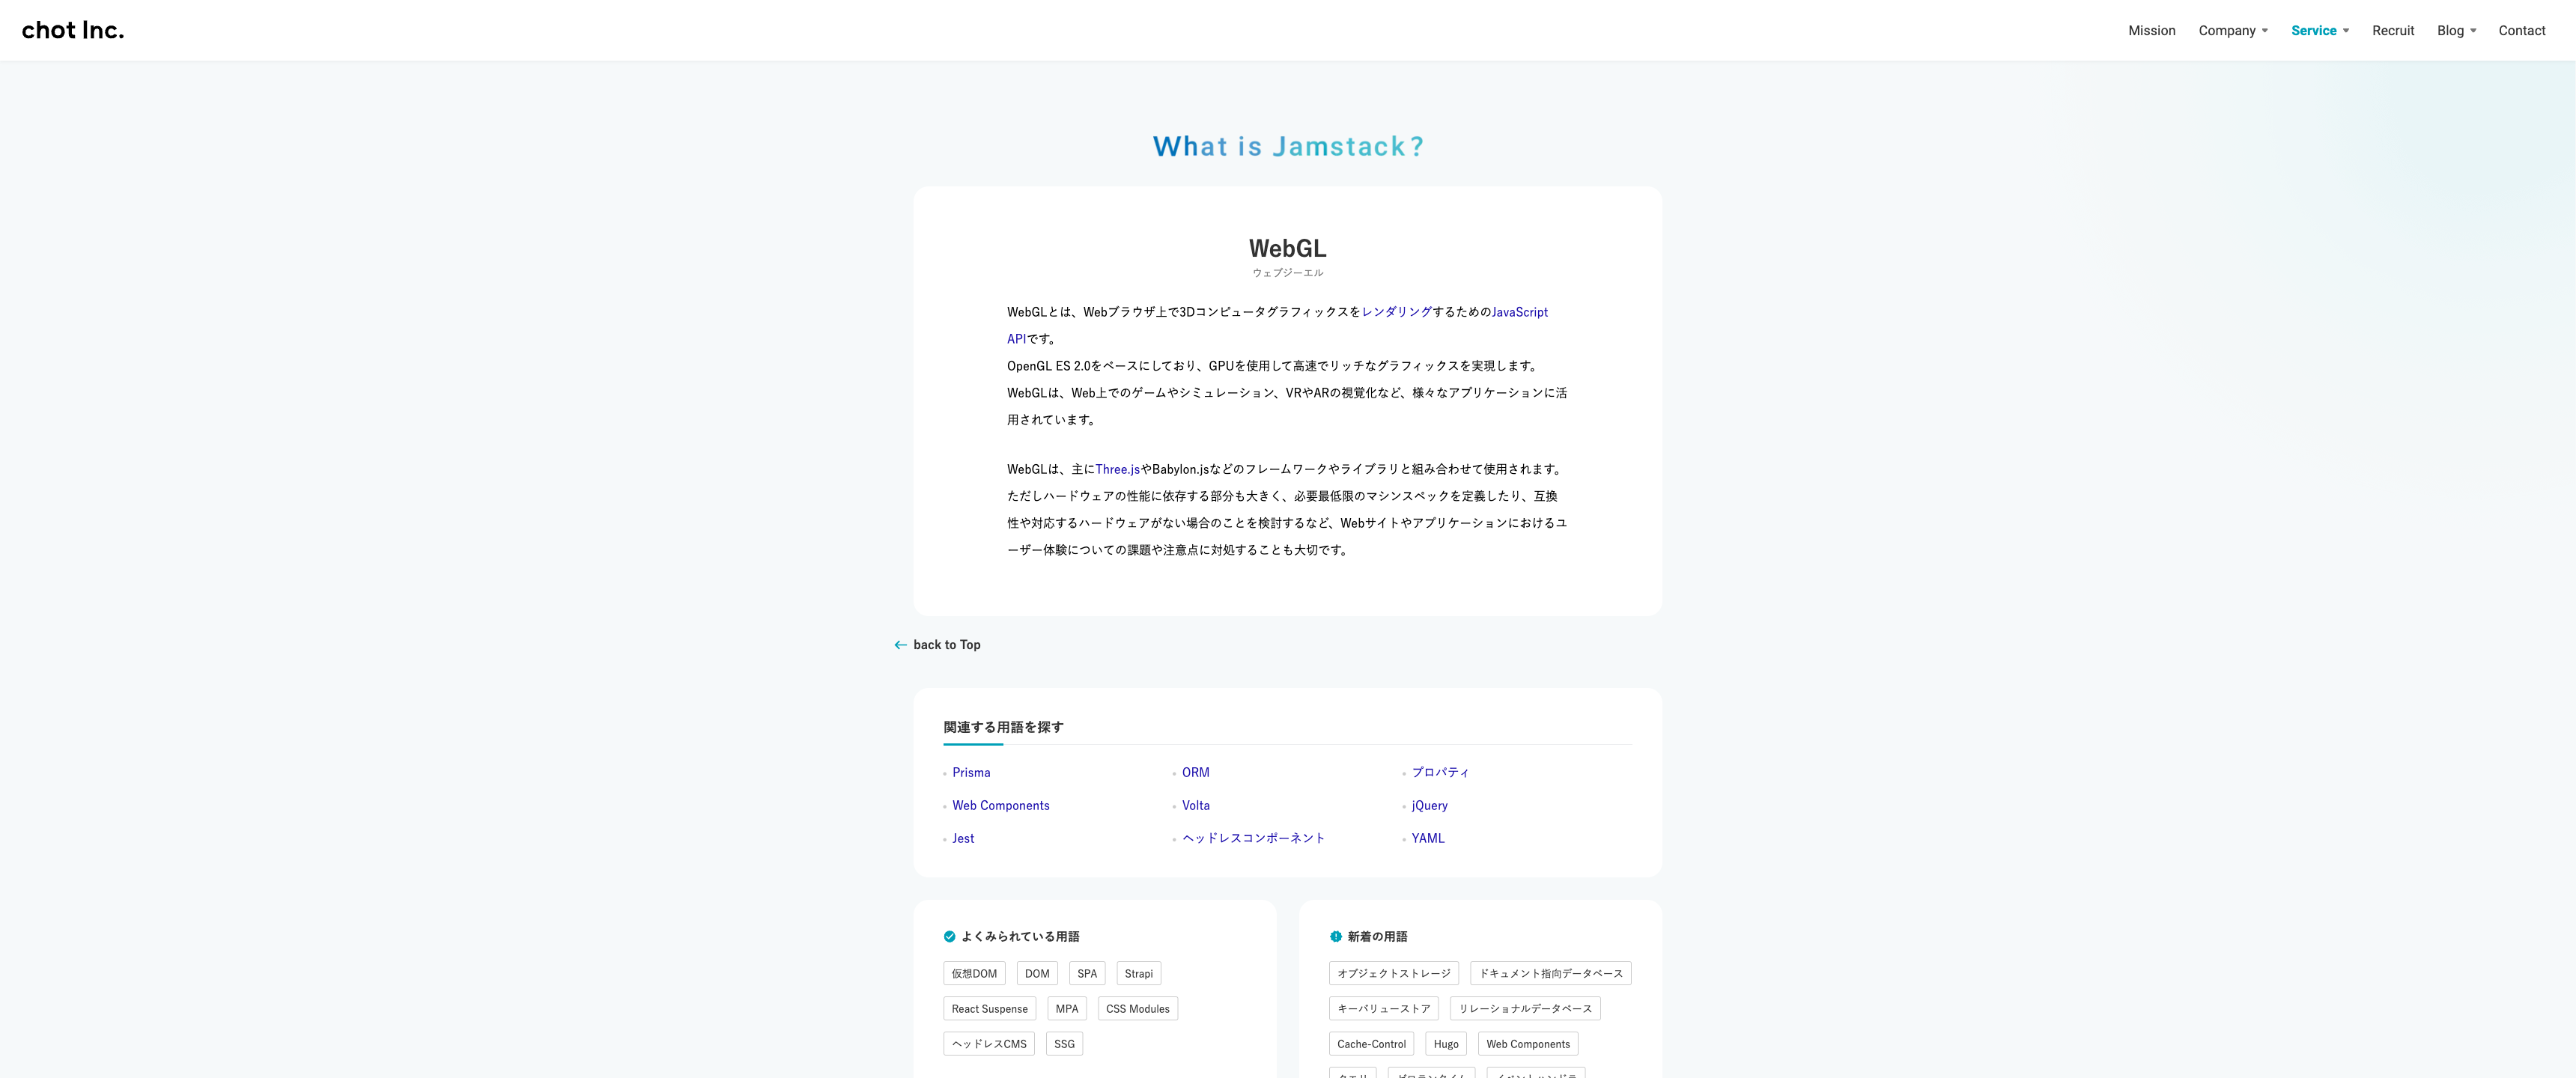 chot Inc.
Mission Company Service Recruit Blog Contact
What is Jamstack?
WebGL
ウェブジーエル
WebGLとは、Webブラウザ上で3DコンピュータグラフィックスをレンダリングするためのJavaScript
APIです。
OpenGL ES 2.0をベースにしており、GPUを使用して高速でリッチなグラフィックスを実現します。
WebGLは、Web上でのゲームやシミュレーション、VRやARの視覚化など、様々なアプリケーションに活
用されています。
WebGLは、主にThree.jsやBabylon.jsなどのフレームワークやライブラリと組み合わせて使用されます。
ただしハードウェアの性能に依存する部分も大きく、必要最低限のマシンスペックを定義したり、互換
性や対応するハードウェアがない場合のことを検討するなど、Webサイトやアプリケーションにおけるユ
ーザー体験についての課題や注意点に対処することも大切です。
back to Top
関連する用語を探す
Prisma ORM プロパティ
Web Components Volta jQuery
Jest ヘッドレスコンポーネント YAML
よくみられている用語
仮想DOM DOM SPA Strapi
React Suspense MPA CSS Modules
ヘッドレスCMS SSG
新着の用語
オブジェクトストレージ ドキュメント指向データベース
キーバリューストア リレーショナルデータベース
Cache-Control Hugo Web Components